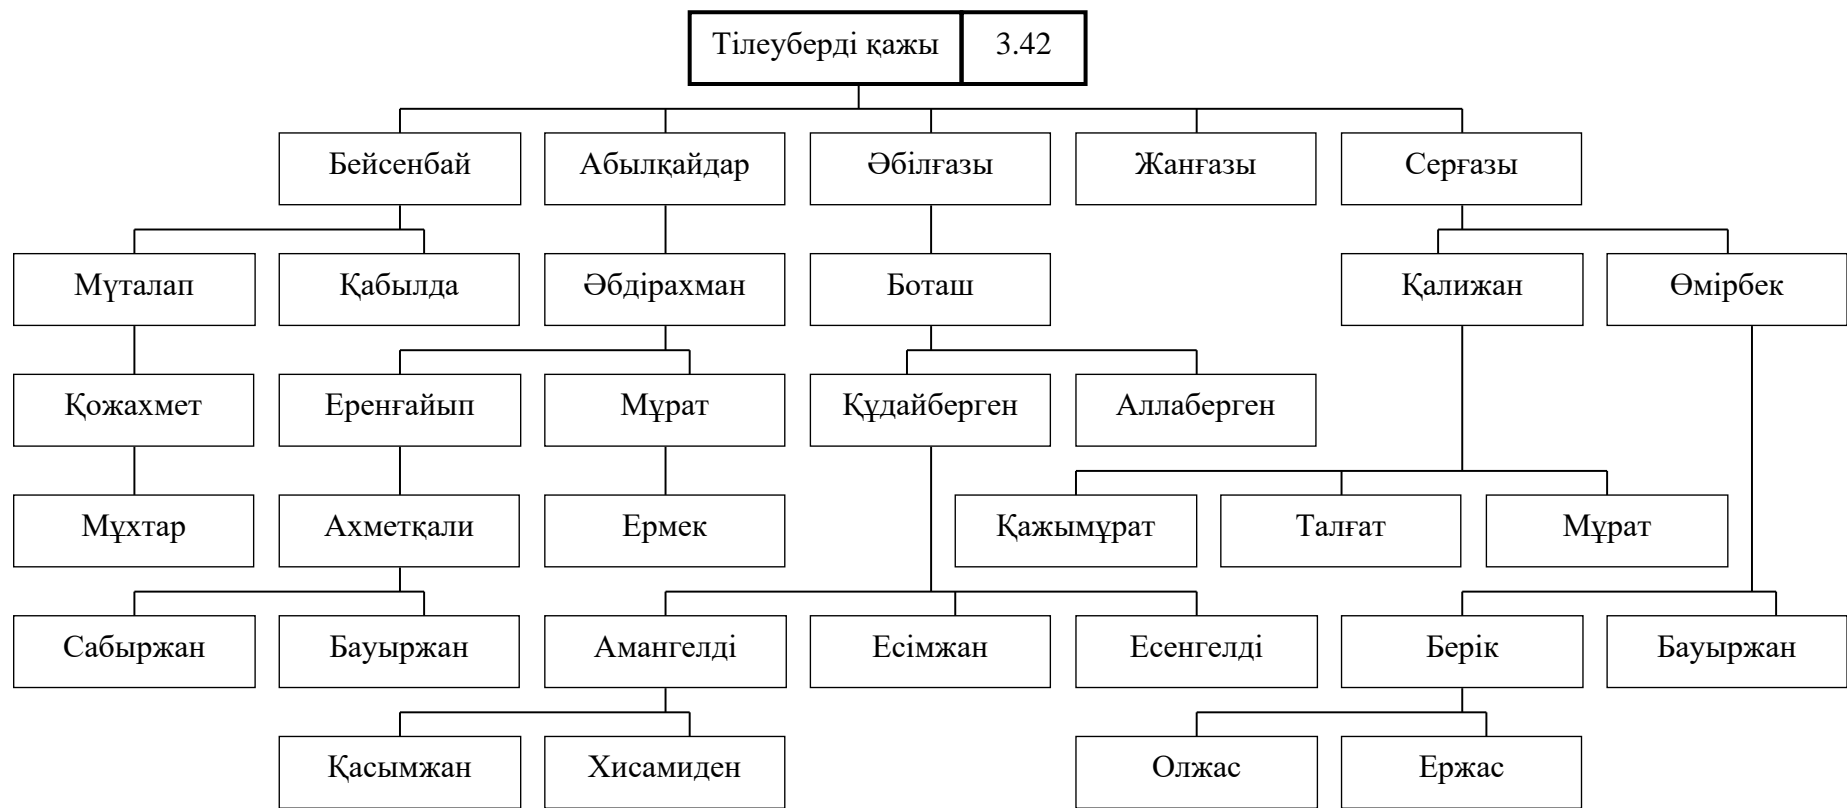 Тілеуберді қажы 3.42
Бейсенбай Абылқайдар Әбілғазы Жанғазы Серғазы
Мүталап Қабылда Әбдірахман Боташ Қалижан Өмірбек
Қожахмет Еренғайып Мұрат Құдайберген Аллаберген
Мұхтар Ахметқали Ермек Қажымұрат Талғат Мұрат
Сабыржан Бауыржан Амангелді Есімжан Есенгелді Берік Бауыржан
Қасымжан Хисамиден Олжас Ержас